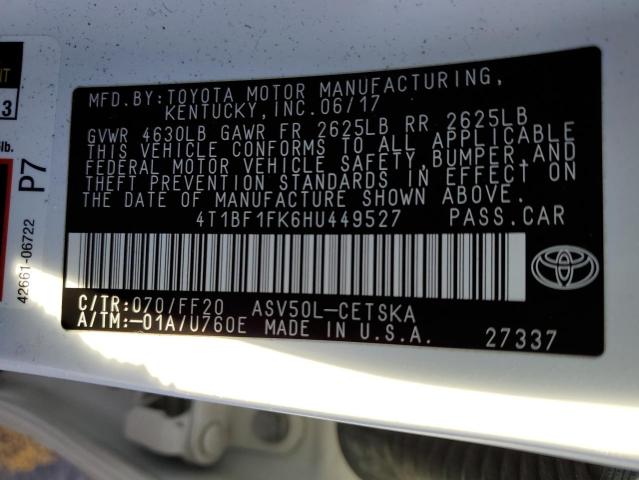 MFD.BY:TOYOTA MOTOR MANUFACTURING,
KENTUCKY,INC.06/17
GVWR 4630LB GAWR FR 2625LB RR 2625LB
THIS VEHICLE CONFORMS TO ALL APPLICABLE
FEDERAL MOTOR VEHICLE SAFETY,BUMPER,AND
THEFT PREVENTION STANDARDS IN EFFECT ON
THE DATE OF MANUFACTURE SHOWN ABOVE.
4T1BF1FK6HU449527 PASS.CAR
C/TR:070/FF20 ASV50L-CETSKA
A/TM:-01A/U760E MADE IN U.S.A.
27337
lb.
3
P7
42661-06722